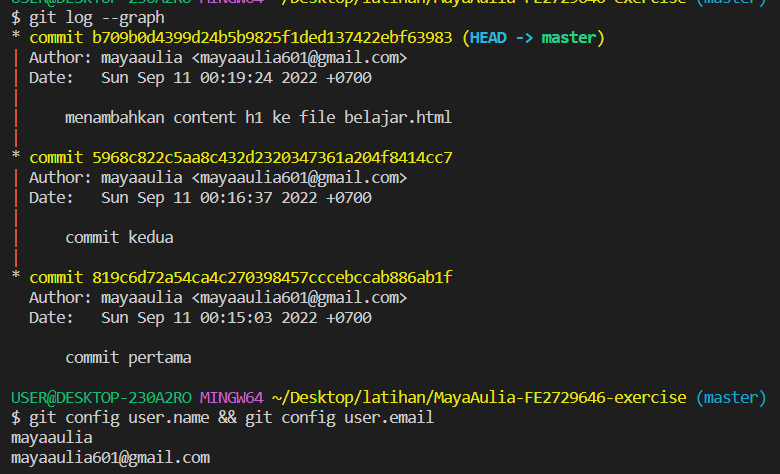 USER@DESKTOP-230A2RO MINGW64 ~/Desktop/latihan/MayaAulia-FE2729646-exercise (master)
$ git log --graph
* commit b709b0d4399d24b5b9825f1ded137422ebf63983 (HEAD -> master)
| Author: mayaaulia <mayaaulia601@gmail.com>
| Date:   Sun Sep 11 00:19:24 2022 +0700
|
|     menambahkan content h1 ke file belajar.html
|
* commit 5968c822c5aa8c432d2320347361a204f8414cc7
| Author: mayaaulia <mayaaulia601@gmail.com>
| Date:   Sun Sep 11 00:16:37 2022 +0700
|
|     commit kedua
|
* commit 819c6d72a54ca4c270398457cccebccab886ab1f
  Author: mayaaulia <mayaaulia601@gmail.com>
  Date:   Sun Sep 11 00:15:03 2022 +0700

      commit pertama

USER@DESKTOP-230A2RO MINGW64 ~/Desktop/latihan/MayaAulia-FE2729646-exercise (master)
$ git config user.name && git config user.email
mayaaulia
mayaaulia601@gmail.com